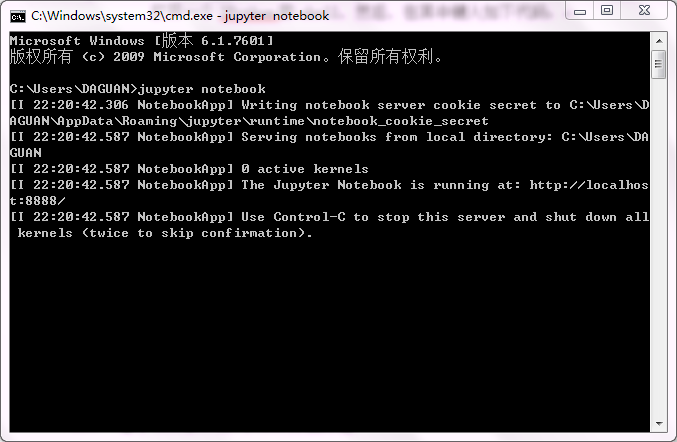 C:\Windows\system32\cmd.exe - jupyter notebook
Microsoft Windows [版本 6.1.7601]
版权所有 (c) 2009 Microsoft Corporation。保留所有权利。
C:\Users\DAGUAN>jupyter notebook
[I 22:20:42.306 NotebookApp] Writing notebook server cookie secret to C:\Users\D
AGUAN\AppData\Roaming\jupyter\runtime\notebook_cookie_secret
[I 22:20:42.587 NotebookApp] Serving notebooks from local directory: C:\Users\DA
GUAN
[I 22:20:42.587 NotebookApp] 0 active kernels
[I 22:20:42.587 NotebookApp] The Jupyter Notebook is running at: http://localhos
t:8888/
[I 22:20:42.587 NotebookApp] Use Control-C to stop this server and shut down all
 kernels (twice to skip confirmation).